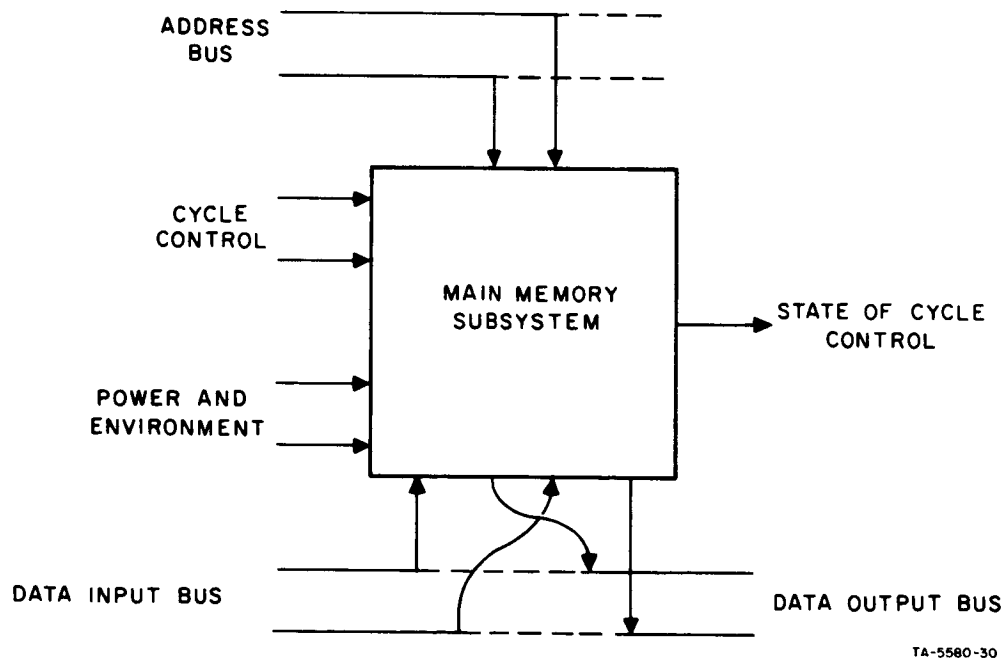 ADDRESS
BUS
CYCLE
CONTROL
MAIN MEMORY
SUBSYSTEM
STATE OF CYCLE
CONTROL
POWER AND
ENVIRONMENT
DATA INPUT BUS
DATA OUTPUT BUS
TA-5580-30